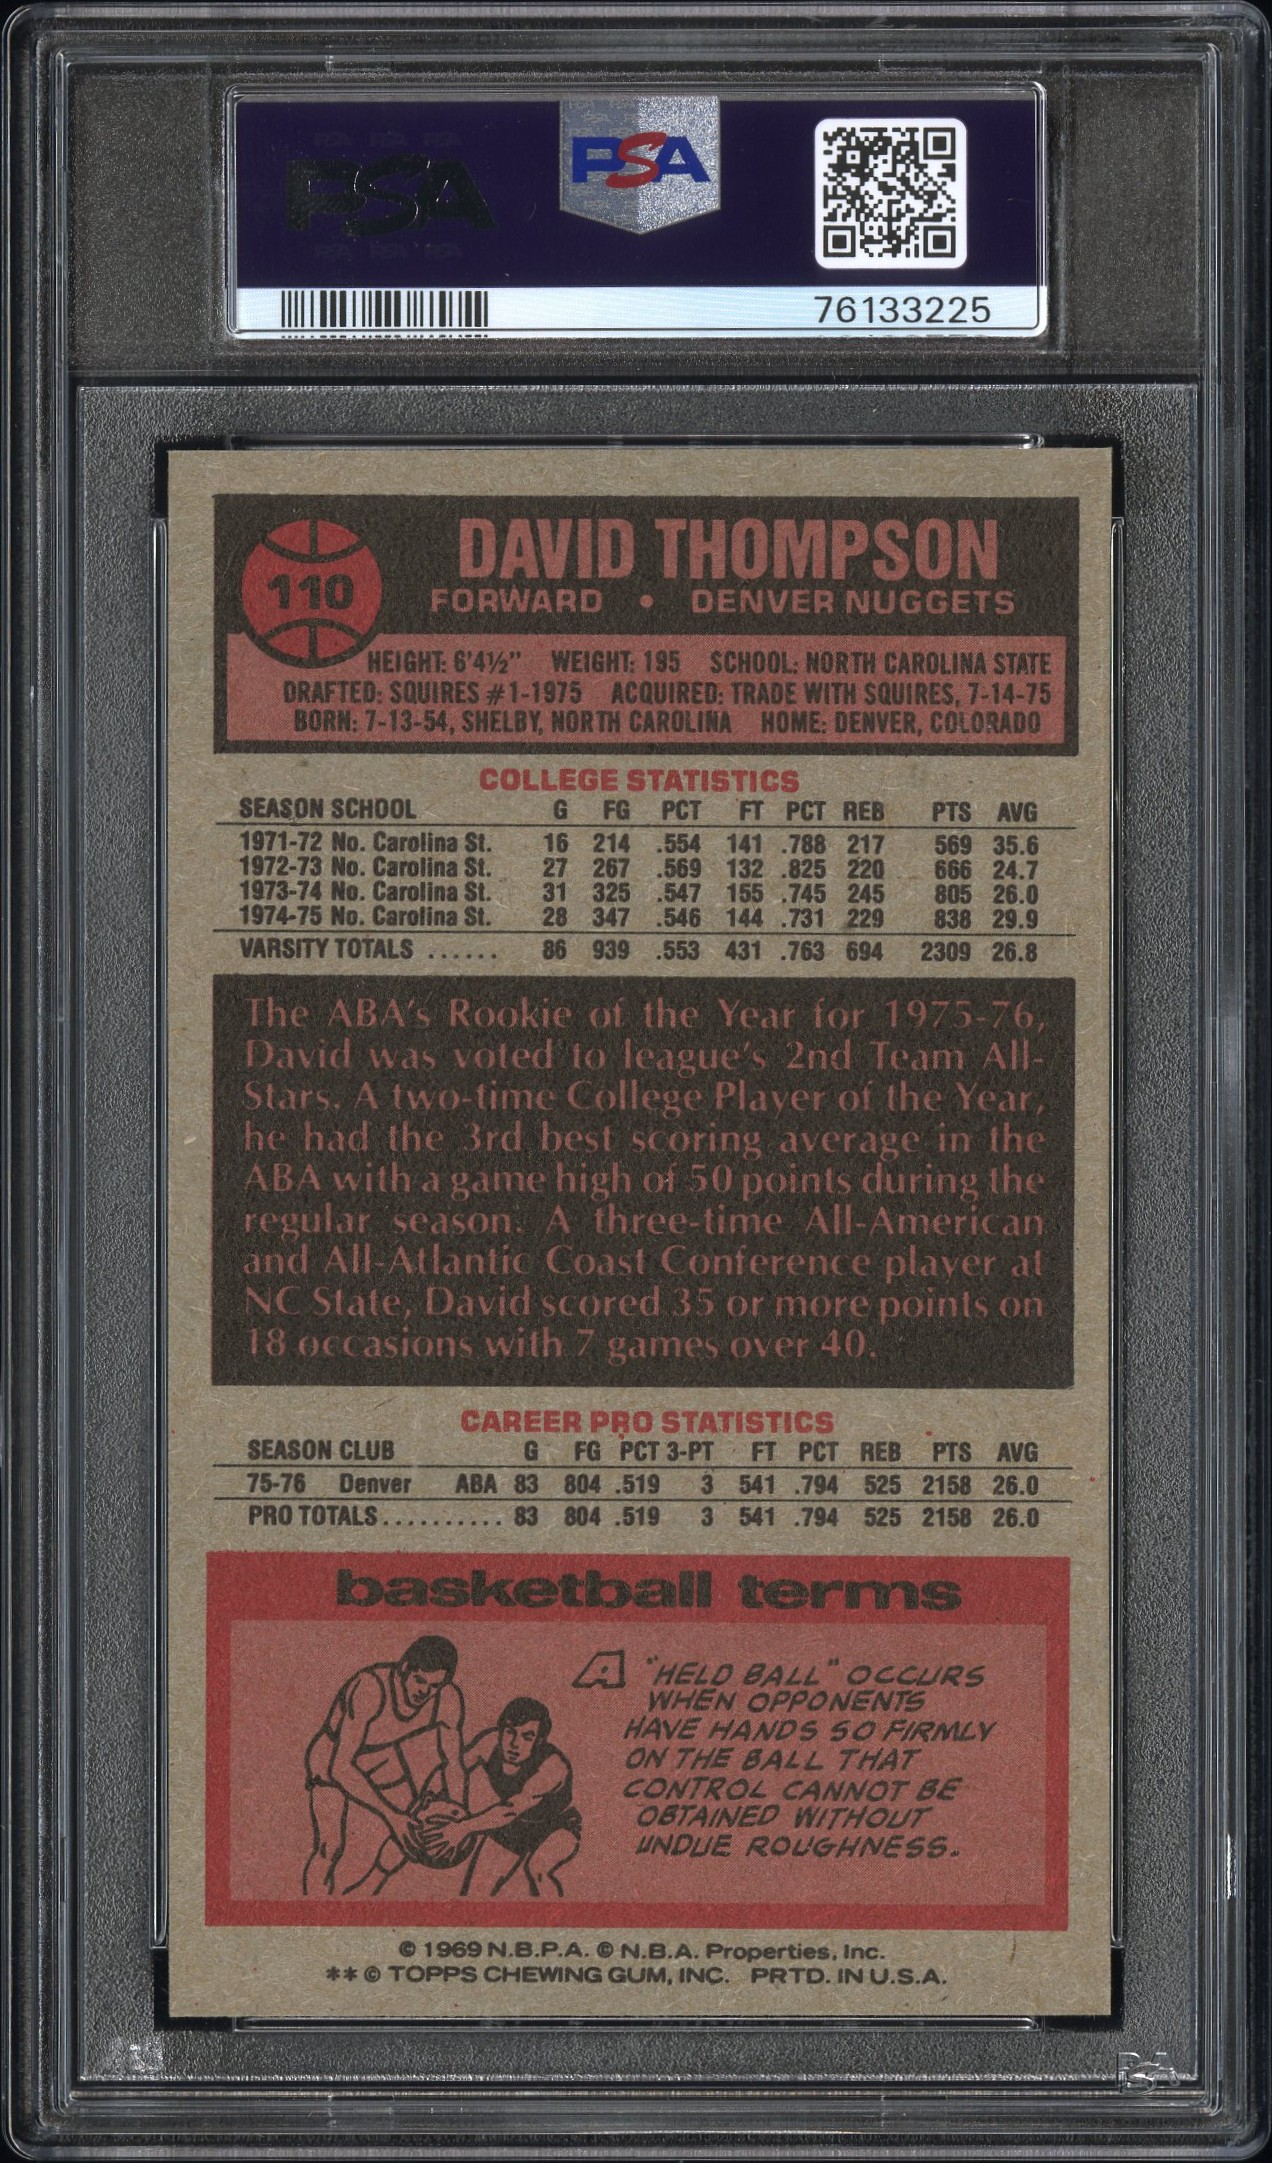 PSA
PSA
76133225
110
DAVID THOMPSON
FORWARD • DENVER NUGGETS
HEIGHT: 6'4½" WEIGHT: 195 SCHOOL: NORTH CAROLINA STATE
DRAFTED: SQUIRES #1-1975 ACQUIRED: TRADE WITH SQUIRES, 7-14-75
BORN: 7-13-54, SHELBY, NORTH CAROLINA HOME: DENVER, COLORADO
COLLEGE STATISTICS
SEASON SCHOOL G FG PCT FT PCT REB PTS AVG
1971-72 No. Carolina St. 16 214 .554 141 .788 217 569 35.6
1972-73 No. Carolina St. 27 267 .569 132 .825 220 666 24.7
1973-74 No. Carolina St. 31 325 .547 155 .745 245 805 26.0
1974-75 No. Carolina St. 28 347 .546 144 .731 229 838 29.9
VARSITY TOTALS ...... 86 939 .553 431 .763 694 2309 26.8
The ABA's Rookie of the Year for 1975-76,
David was voted to league's 2nd Team All-
Stars. A two-time College Player of the Year,
he had the 3rd best scoring average in the
ABA with a game high of 50 points during the
regular season. A three-time All-American
and All-Atlantic Coast Conference player at
NC State, David scored 35 or more points on
18 occasions with 7 games over 40.
CAREER PRO STATISTICS
SEASON CLUB G FG PCT 3-PT FT PCT REB PTS AVG
75-76 Denver ABA 83 804 .519 3 541 .794 525 2158 26.0
PRO TOTALS.......... 83 804 .519 3 541 .794 525 2158 26.0
basketball terms
A "HELD BALL" OCCURS
WHEN OPPONENTS
HAVE HANDS SO FIRMLY
ON THE BALL THAT
CONTROL CANNOT BE
OBTAINED WITHOUT
UNDUE ROUGHNESS.
© 1969 N.B.P.A. © N.B.A. Properties, Inc.
** © TOPPS CHEWING GUM, INC. PRTD. IN U.S.A.
PSA